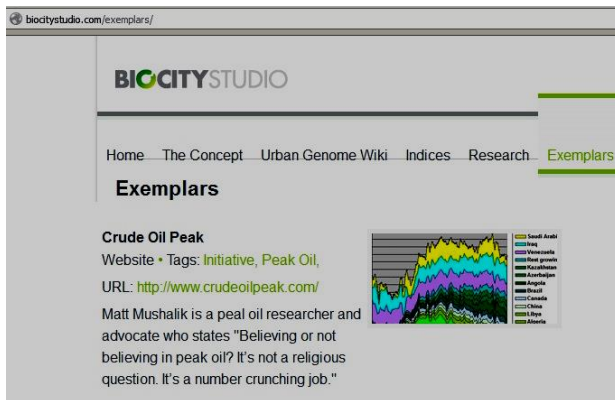 biocitystudio.com/exemplars/
BIOCITYSTUDIO
Home The Concept Urban Genome Wiki Indices Research Exemplars
Exemplars
Crude Oil Peak
Website • Tags: Initiative, Peak Oil,
URL: http://www.crudeoilpeak.com/
Matt Mushalik is a peal oil researcher and
advocate who states "Believing or not
believing in peak oil? It's not a religious
question. It's a number crunching job."
Saudi Arabi
Iraq
Venezuela
Rest growin
Kazakhstan
Azerbaijan
Angola
Brazil
Canada
China
Libya
Algeria